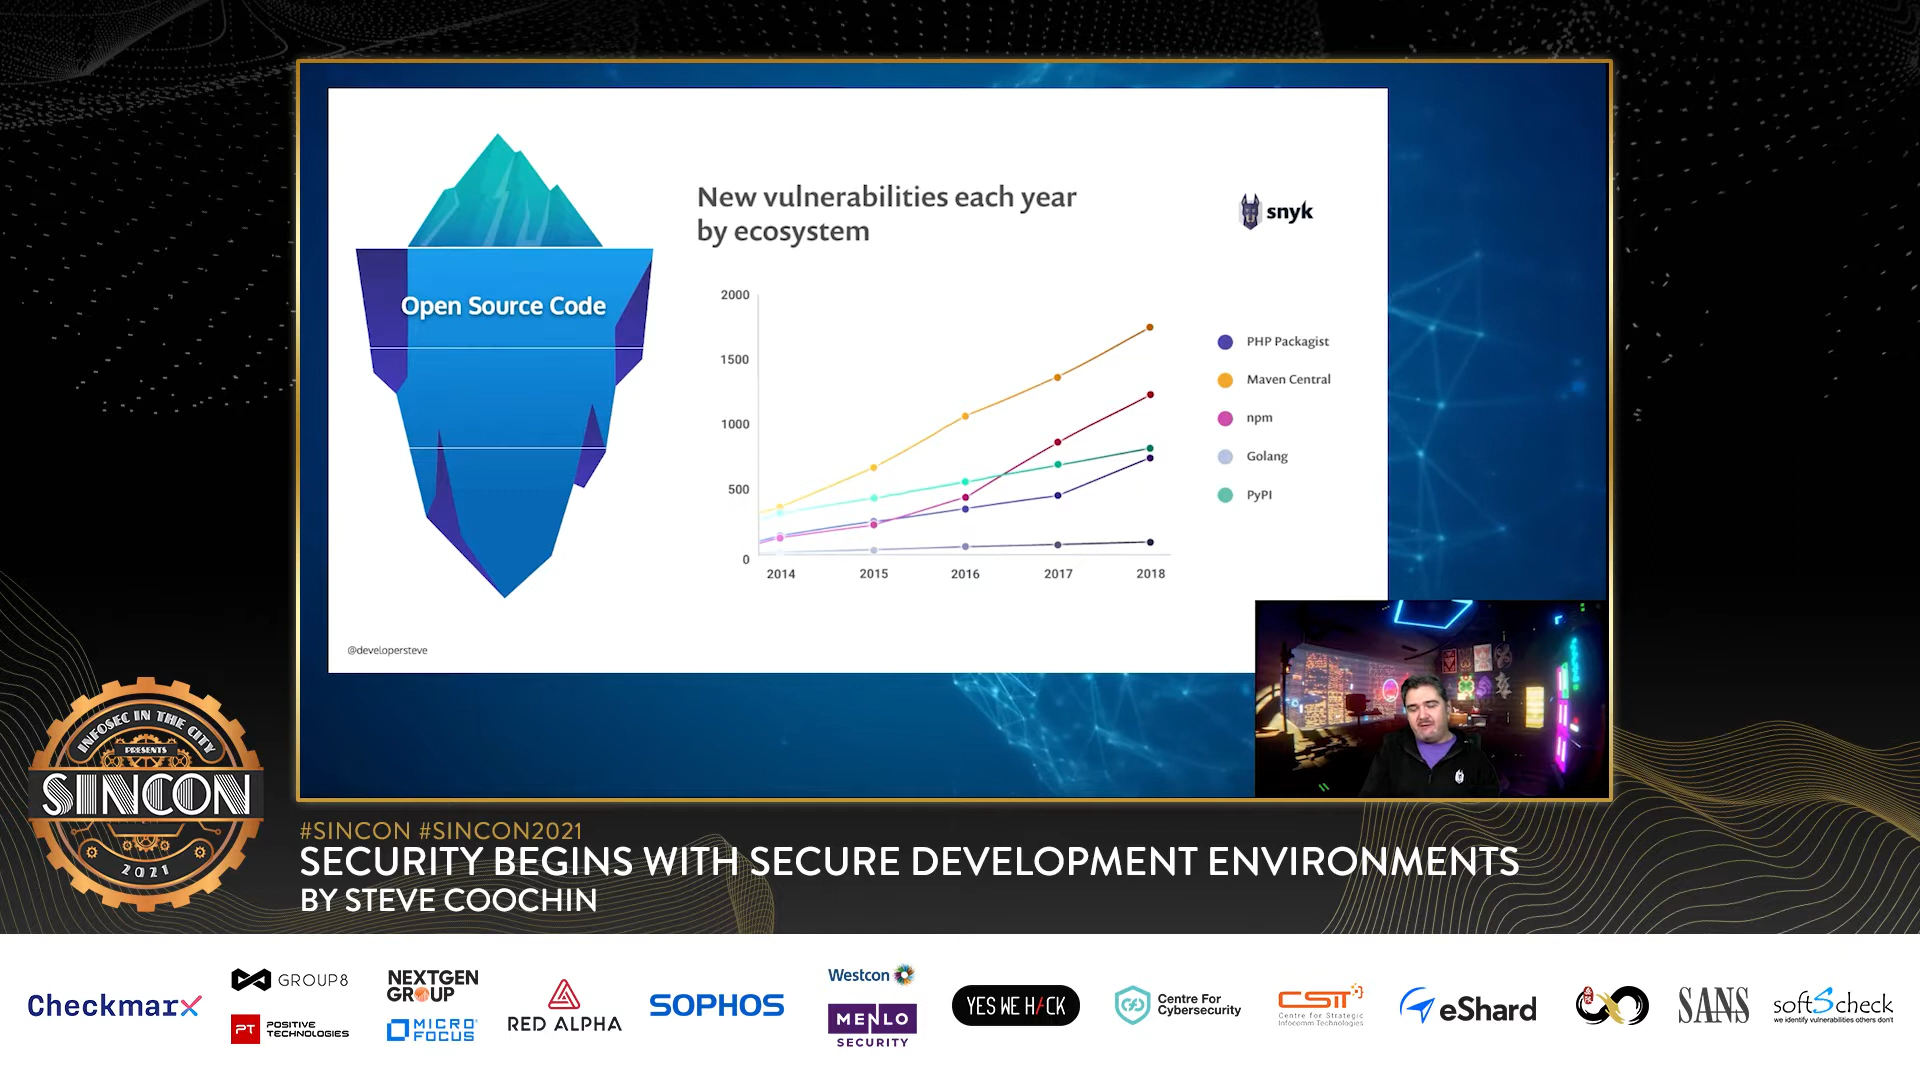 New vulnerabilities each year
by ecosystem
snyk
Open Source Code
2000
1500
1000
500
0
2014
2015
2016
2017
2018
PHP Packagist
Maven Central
npm
Golang
PyPI
@developersteve
INFOSEC IN THE CITY
PRESENTS
SINCON
2021
#SINCON #SINCON2021
SECURITY BEGINS WITH SECURE DEVELOPMENT ENVIRONMENTS
BY STEVE COOCHIN
Checkmarx
GROUP8
PT POSITIVE
TECHNOLOGIES
NEXTGEN
GROUP
MICRO
FOCUS
RED ALPHA
SOPHOS
Westcon
MENLO
SECURITY
YES WE H/CK
Centre For
Cybersecurity
CSIT
Centre for Strategic
Infocomm Technologies
eShard
SANS
softScheck
we identify vulnerabilities others don't